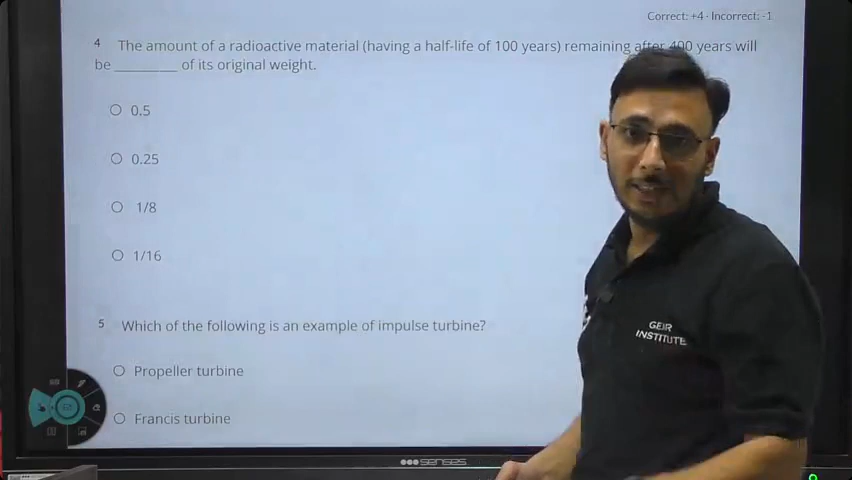 Correct: +4 · Incorrect: -1
4 The amount of a radioactive material (having a half-life of 100 years) remaining after 400 years will
be _________ of its original weight.
0.5
0.25
1/8
1/16
5 Which of the following is an example of impulse turbine?
Propeller turbine
Francis turbine
INSTITUTE
senses